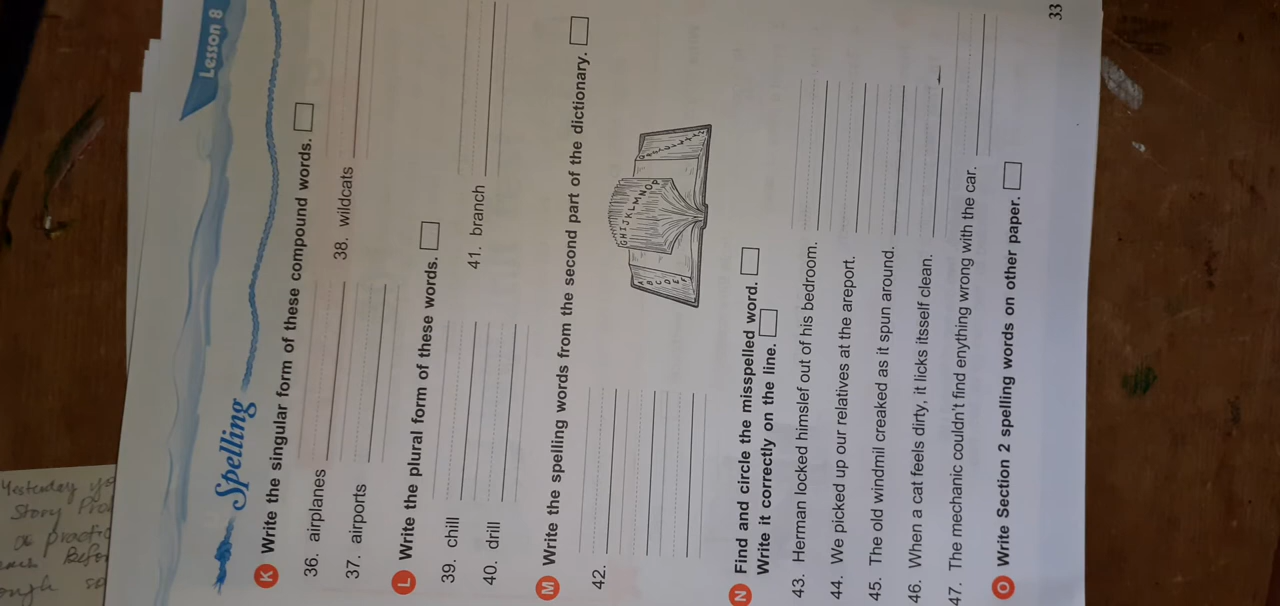 Lesson 8
Spelling
K Write the singular form of these compound words.
36. airplanes
38. wildcats
37. airports
L Write the plural form of these words.
39. chill
41. branch
40. drill
M Write the spelling words from the second part of the dictionary.
42.
A B C D E F
G H I J K L M N O P
N Find and circle the misspelled word.
Write it correctly on the line.
43. Herman locked himslef out of his bedroom.
44. We picked up our relatives at the areport.
45. The old windmil creaked as it spun around.
46. When a cat feels dirty, it licks itsself clean.
47. The mechanic couldn't find enything wrong with the car.
O Write Section 2 spelling words on other paper.
33
Yesterday
Story